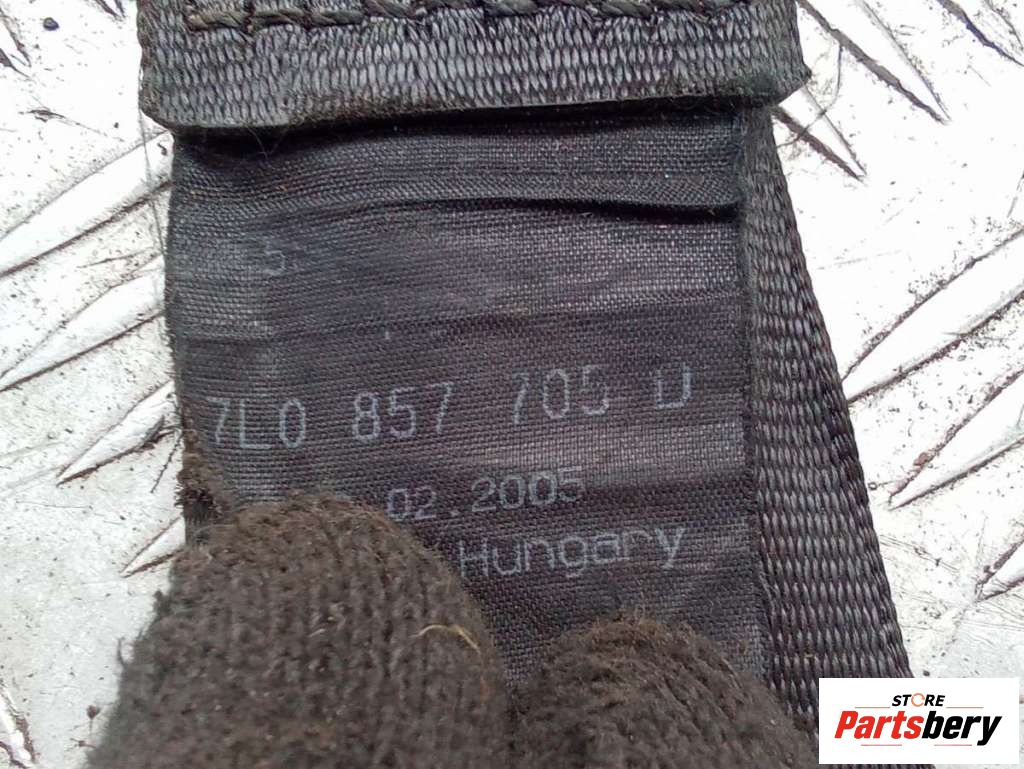 7L0 857 705 D
02.2005
Hungary
STORE
Partsbery